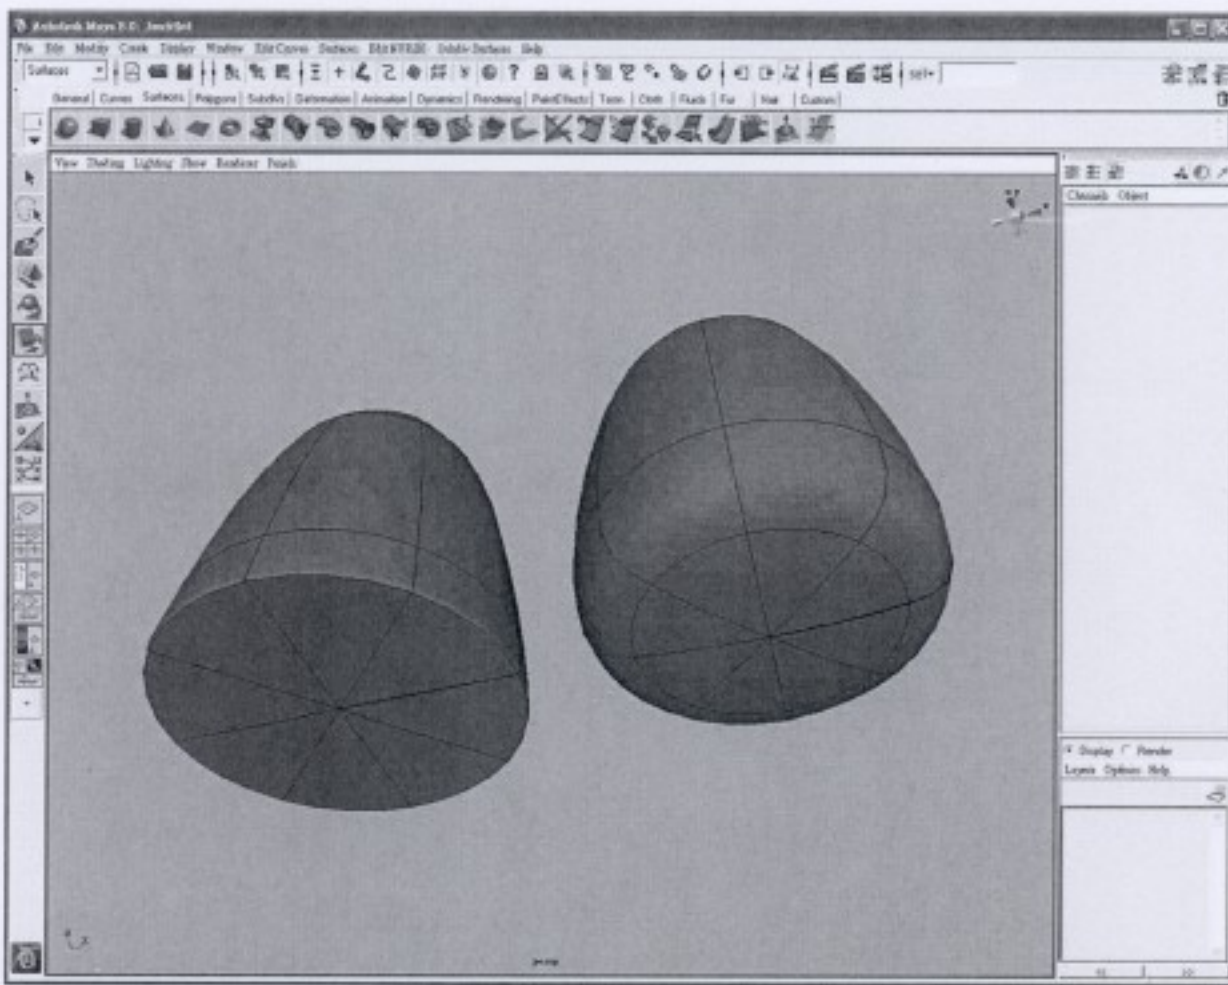 Autodesk Maya 8.0:
File Edit Modify Create Display Window Edit Curves Surfaces Edit NURBS Subdiv Surfaces Help
Surfaces sel
General Curves Surfaces Polygons Subdivs Deformation Animation Dynamics Rendering PaintEffects Toon Cloth Fluids Fur Hair Custom
View Shading Lighting Show Renderer Panels
Channels Object
Display Render
Layers Options Help
x
persp